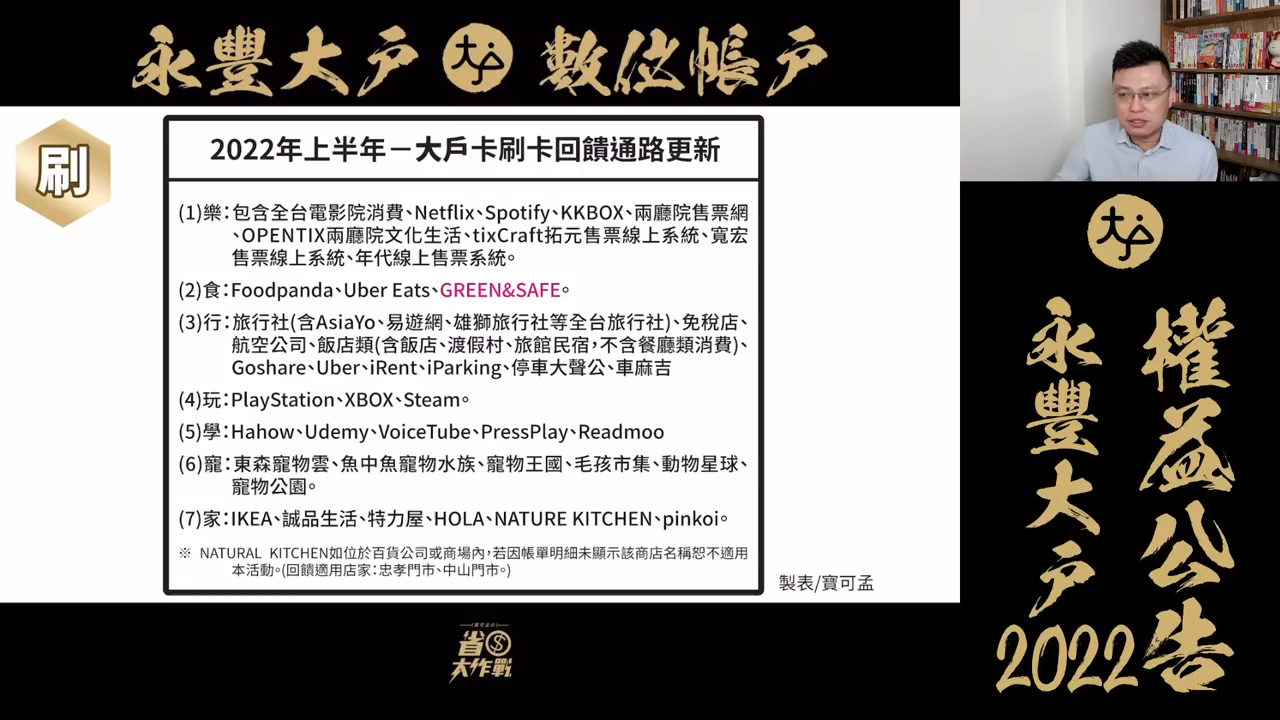 永豐大戶 大戶 數位帳戶
刷
2022年上半年－大戶卡刷卡回饋通路更新
(1)樂：包含全台電影院消費、Netflix、Spotify、KKBOX、兩廳院售票網
、OPENTIX兩廳院文化生活、tixCraft拓元售票線上系統、寬宏
售票線上系統、年代線上售票系統。
(2)食：Foodpanda、Uber Eats、GREEN&SAFE。
(3)行：旅行社(含AsiaYo、易遊網、雄獅旅行社等全台旅行社)、免稅店、
航空公司、飯店類(含飯店、渡假村、旅館民宿，不含餐廳類消費)、
Goshare、Uber、iRent、iParking、停車大聲公、車麻吉
(4)玩：PlayStation、XBOX、Steam。
(5)學：Hahow、Udemy、VoiceTube、PressPlay、Readmoo
(6)寵：東森寵物雲、魚中魚寵物水族、寵物王國、毛孩市集、動物星球、
寵物公園。
(7)家：IKEA、誠品生活、特力屋、HOLA、NATURE KITCHEN、pinkoi。
※ NATURAL KITCHEN如位於百貨公司或商場內，若因帳單明細未顯示該商店名稱恕不適用
本活動。(回饋適用店家：忠孝門市、中山門市。)
製表/寶可孟
省$
大作戰
大戶
永豐大戶2022
權益公告